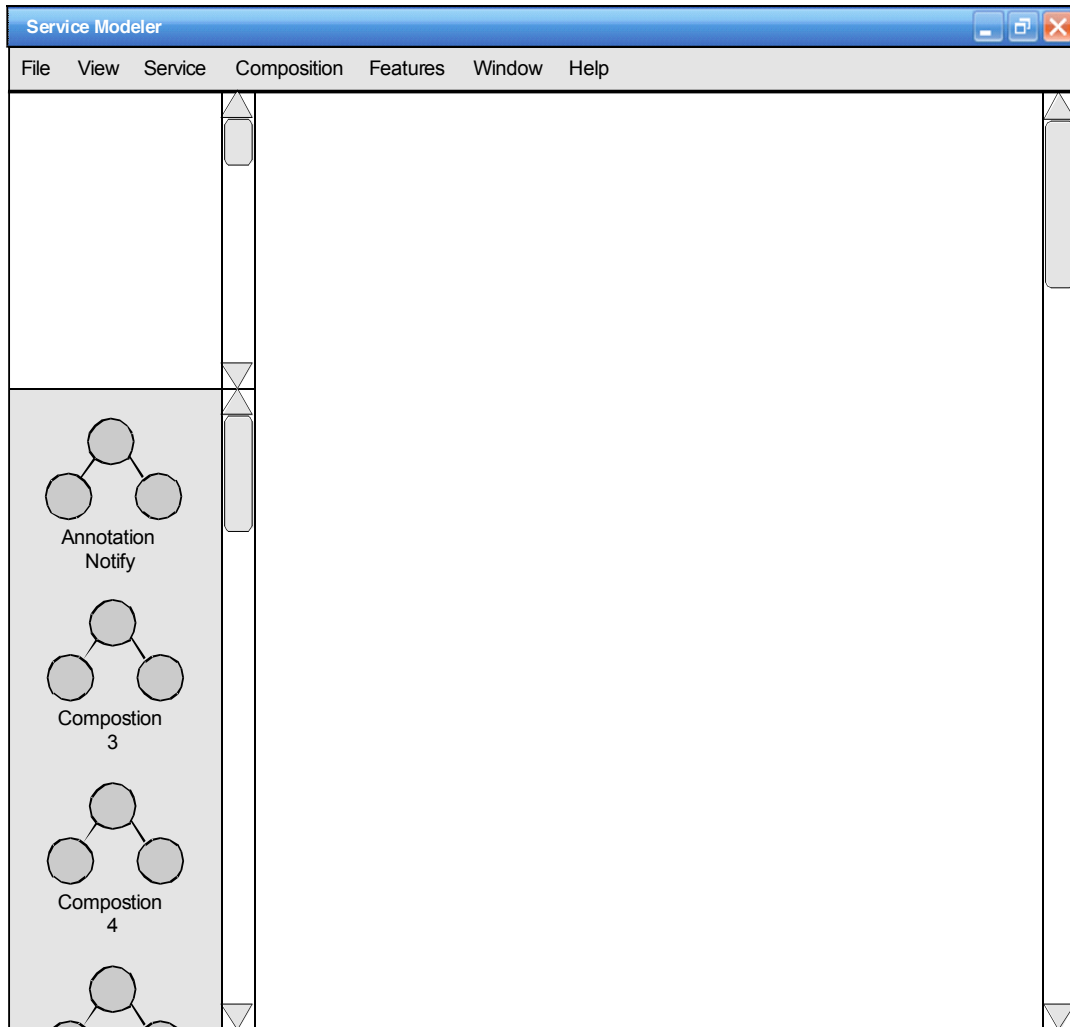 Service Modeler
File View Service Composition Features Window Help
Annotation
Notify
Compostion
3
Compostion
4